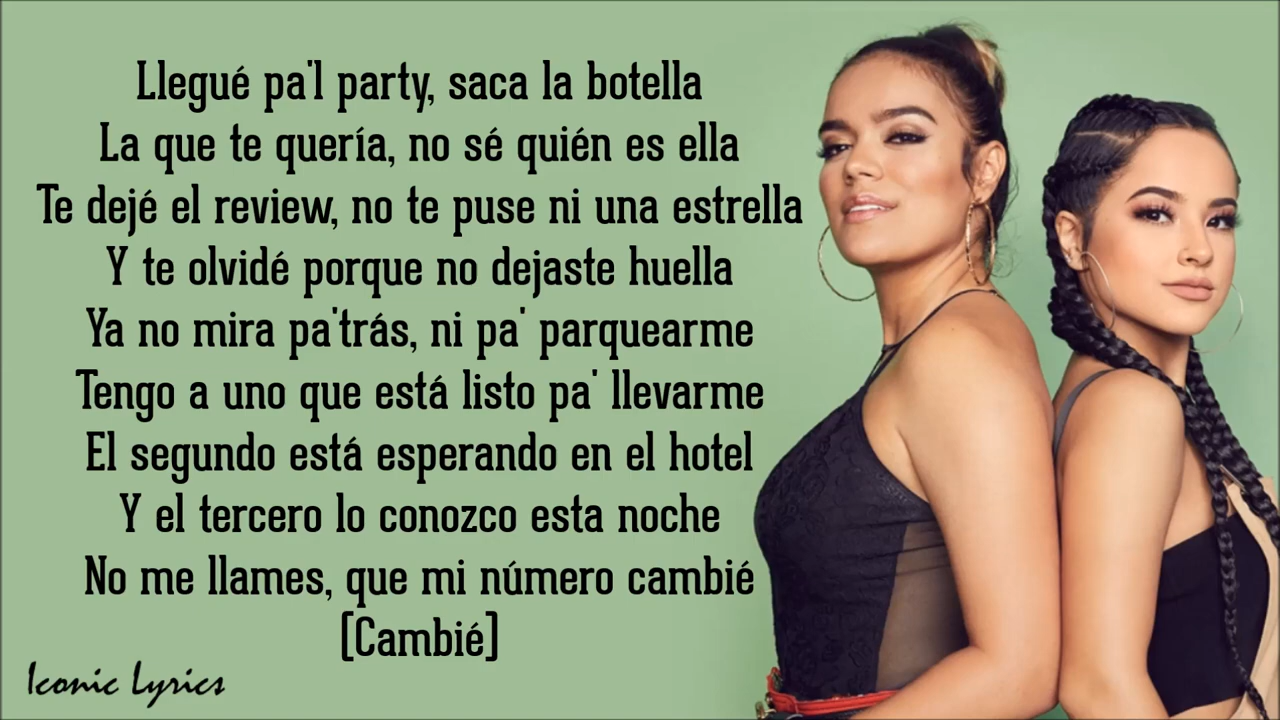 Llegué pa'l party, saca la botella
La que te quería, no sé quién es ella
Te dejé el review, no te puse ni una estrella
Y te olvidé porque no dejaste huella
Ya no mira pa'trás, ni pa' parquearme
Tengo a uno que está listo pa' llevarme
El segundo está esperando en el hotel
Y el tercero lo conozco esta noche
No me llames, que mi número cambié
(Cambié)
Iconic Lyrics